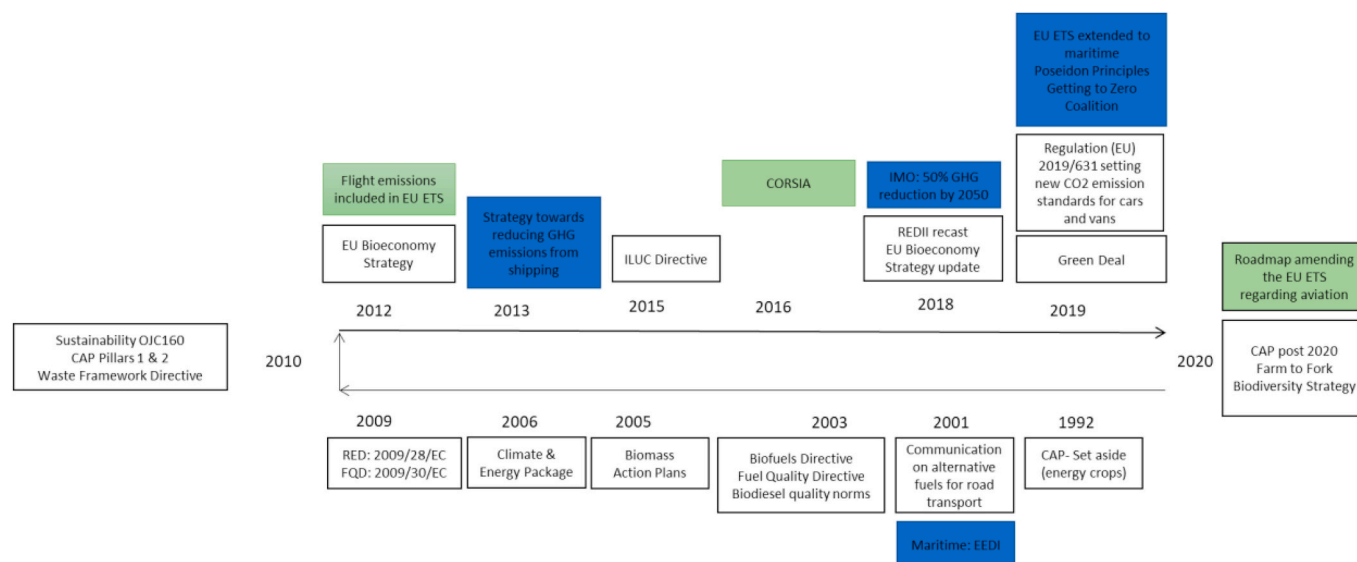 EU ETS extended to
maritime
Poseidon Principles
Getting to Zero
Coalition
Flight emissions
included in EU ETS
EU Bioeconomy
Strategy
Strategy towards
reducing GHG
emissions from
shipping
ILUC Directive
CORSIA
IMO: 50% GHG
reduction by 2050
REDII recast
EU Bioeconomy
Strategy update
Regulation (EU)
2019/631 setting
new CO2 emission
standards for cars
and vans
Green Deal
Roadmap amending
the EU ETS
regarding aviation
2012
2013
2015
2016
2018
2019
Sustainability OJC160
CAP Pillars 1 & 2
Waste Framework Directive
2010
2020
CAP post 2020
Farm to Fork
Biodiversity Strategy
2009
2006
2005
2003
2001
1992
RED: 2009/28/EC
FQD: 2009/30/EC
Climate &
Energy Package
Biomass
Action Plans
Biofuels Directive
Fuel Quality Directive
Biodiesel quality norms
Communication
on alternative
fuels for road
transport
CAP- Set aside
(energy crops)
Maritime: EEDI